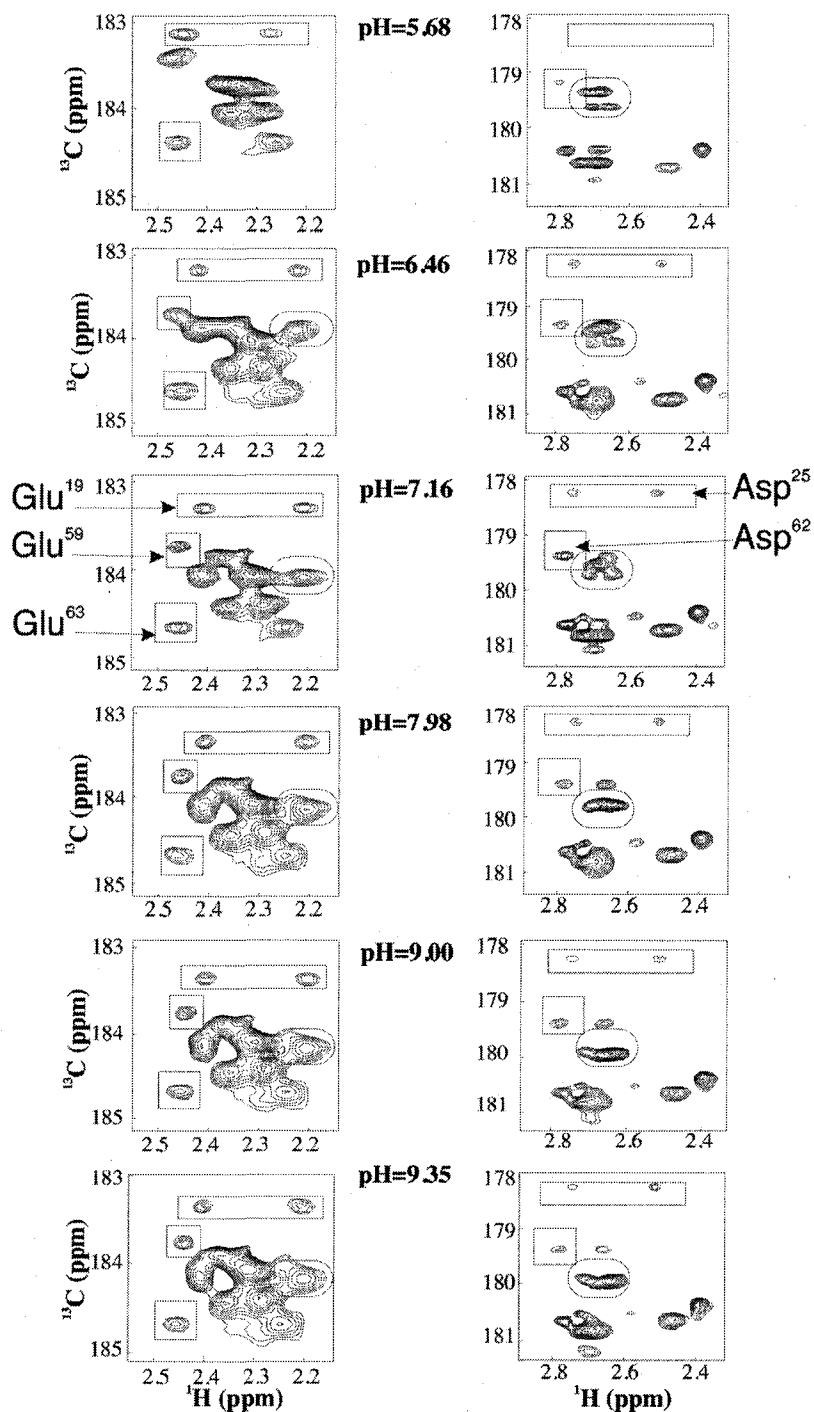 pH=5.68
183
184
185
¹³C (ppm)
2.5 2.4 2.3 2.2
178
179
180
181
2.8 2.6 2.4
pH=6.46
183
184
185
¹³C (ppm)
2.5 2.4 2.3 2.2
178
179
180
181
2.8 2.6 2.4
pH=7.16
183
184
185
¹³C (ppm)
Glu¹⁹
Glu⁵⁹
Glu⁶³
2.5 2.4 2.3 2.2
178
179
180
181
Asp²⁵
Asp⁶²
2.8 2.6 2.4
pH=7.98
183
184
185
¹³C (ppm)
2.5 2.4 2.3 2.2
178
179
180
181
2.8 2.6 2.4
pH=9.00
183
184
185
¹³C (ppm)
2.5 2.4 2.3 2.2
178
179
180
181
2.8 2.6 2.4
pH=9.35
183
184
185
¹³C (ppm)
2.5 2.4 2.3 2.2
¹H (ppm)
178
179
180
181
2.8 2.6 2.4
¹H (ppm)